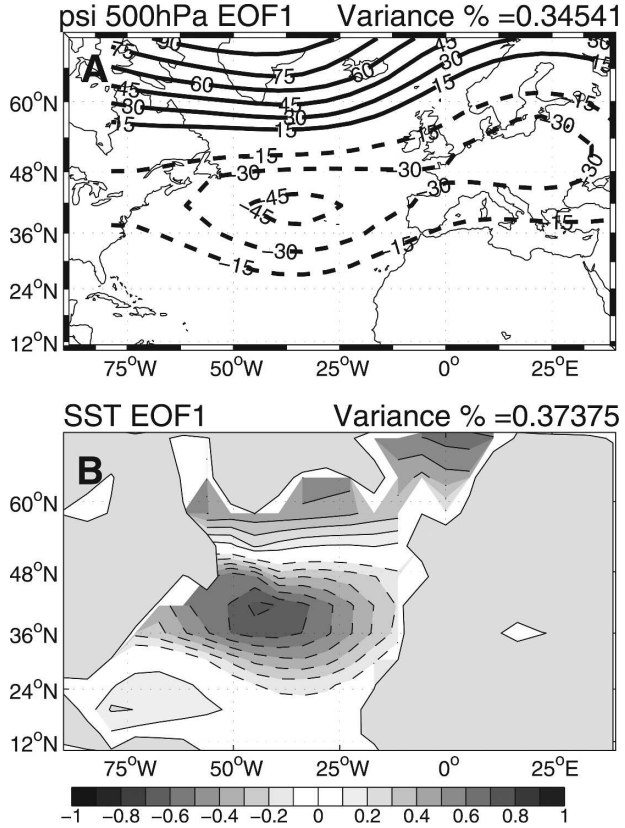 psi 500hPa EOF1 Variance % =0.34541
A
90 45 30
75 75 60 30 15
60 15
45 45
60°N 30 30
15 15 15 15
-15 -30
48°N -30 -30 30
-45 30
-45
36°N -15 -15
-30
-15
24°N
12°N
75°W 50°W 25°W 0° 25°E
SST EOF1 Variance % =0.37375
B
60°N
48°N
36°N
24°N
12°N
75°W 50°W 25°W 0° 25°E
-1 -0.8 -0.6 -0.4 -0.2 0 0.2 0.4 0.6 0.8 1